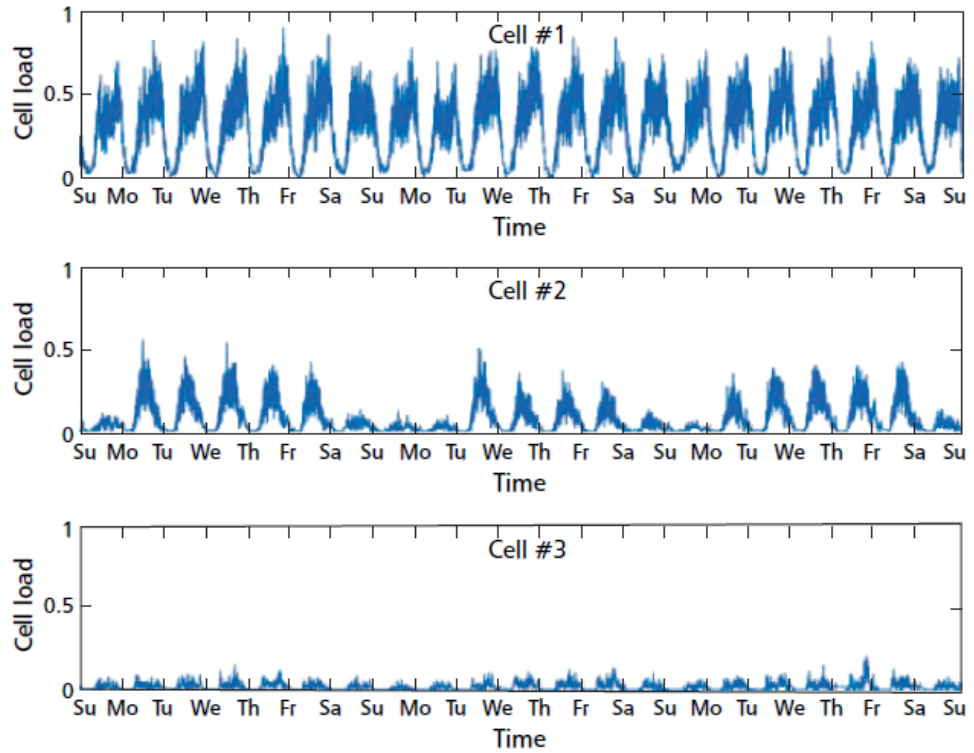 Cell #1
Cell load
1
0.5
0
Su Mo Tu We Th Fr Sa Su Mo Tu We Th Fr Sa Su Mo Tu We Th Fr Sa Su
Time
Cell #2
Cell load
1
0.5
0
Su Mo Tu We Th Fr Sa Su Mo Tu We Th Fr Sa Su Mo Tu We Th Fr Sa Su
Time
Cell #3
Cell load
1
0.5
0
Su Mo Tu We Th Fr Sa Su Mo Tu We Th Fr Sa Su Mo Tu We Th Fr Sa Su
Time